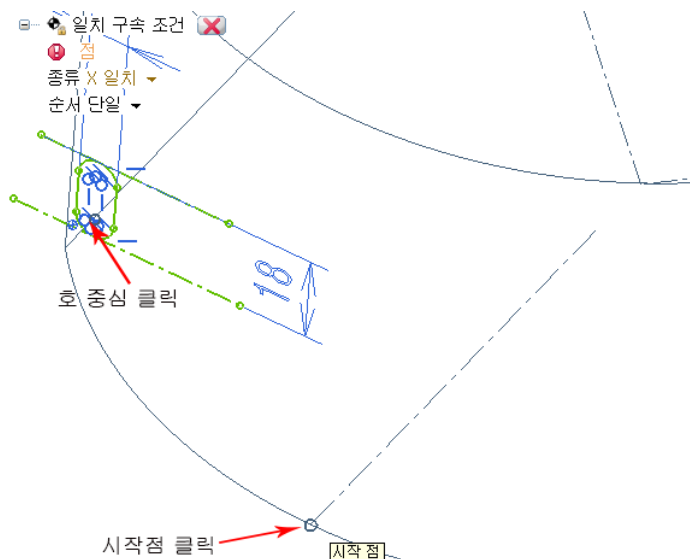 일치 구속 조건
점
종류 X 일치
순서 단일
18
호 중심 클릭
시작점 클릭
시작 점